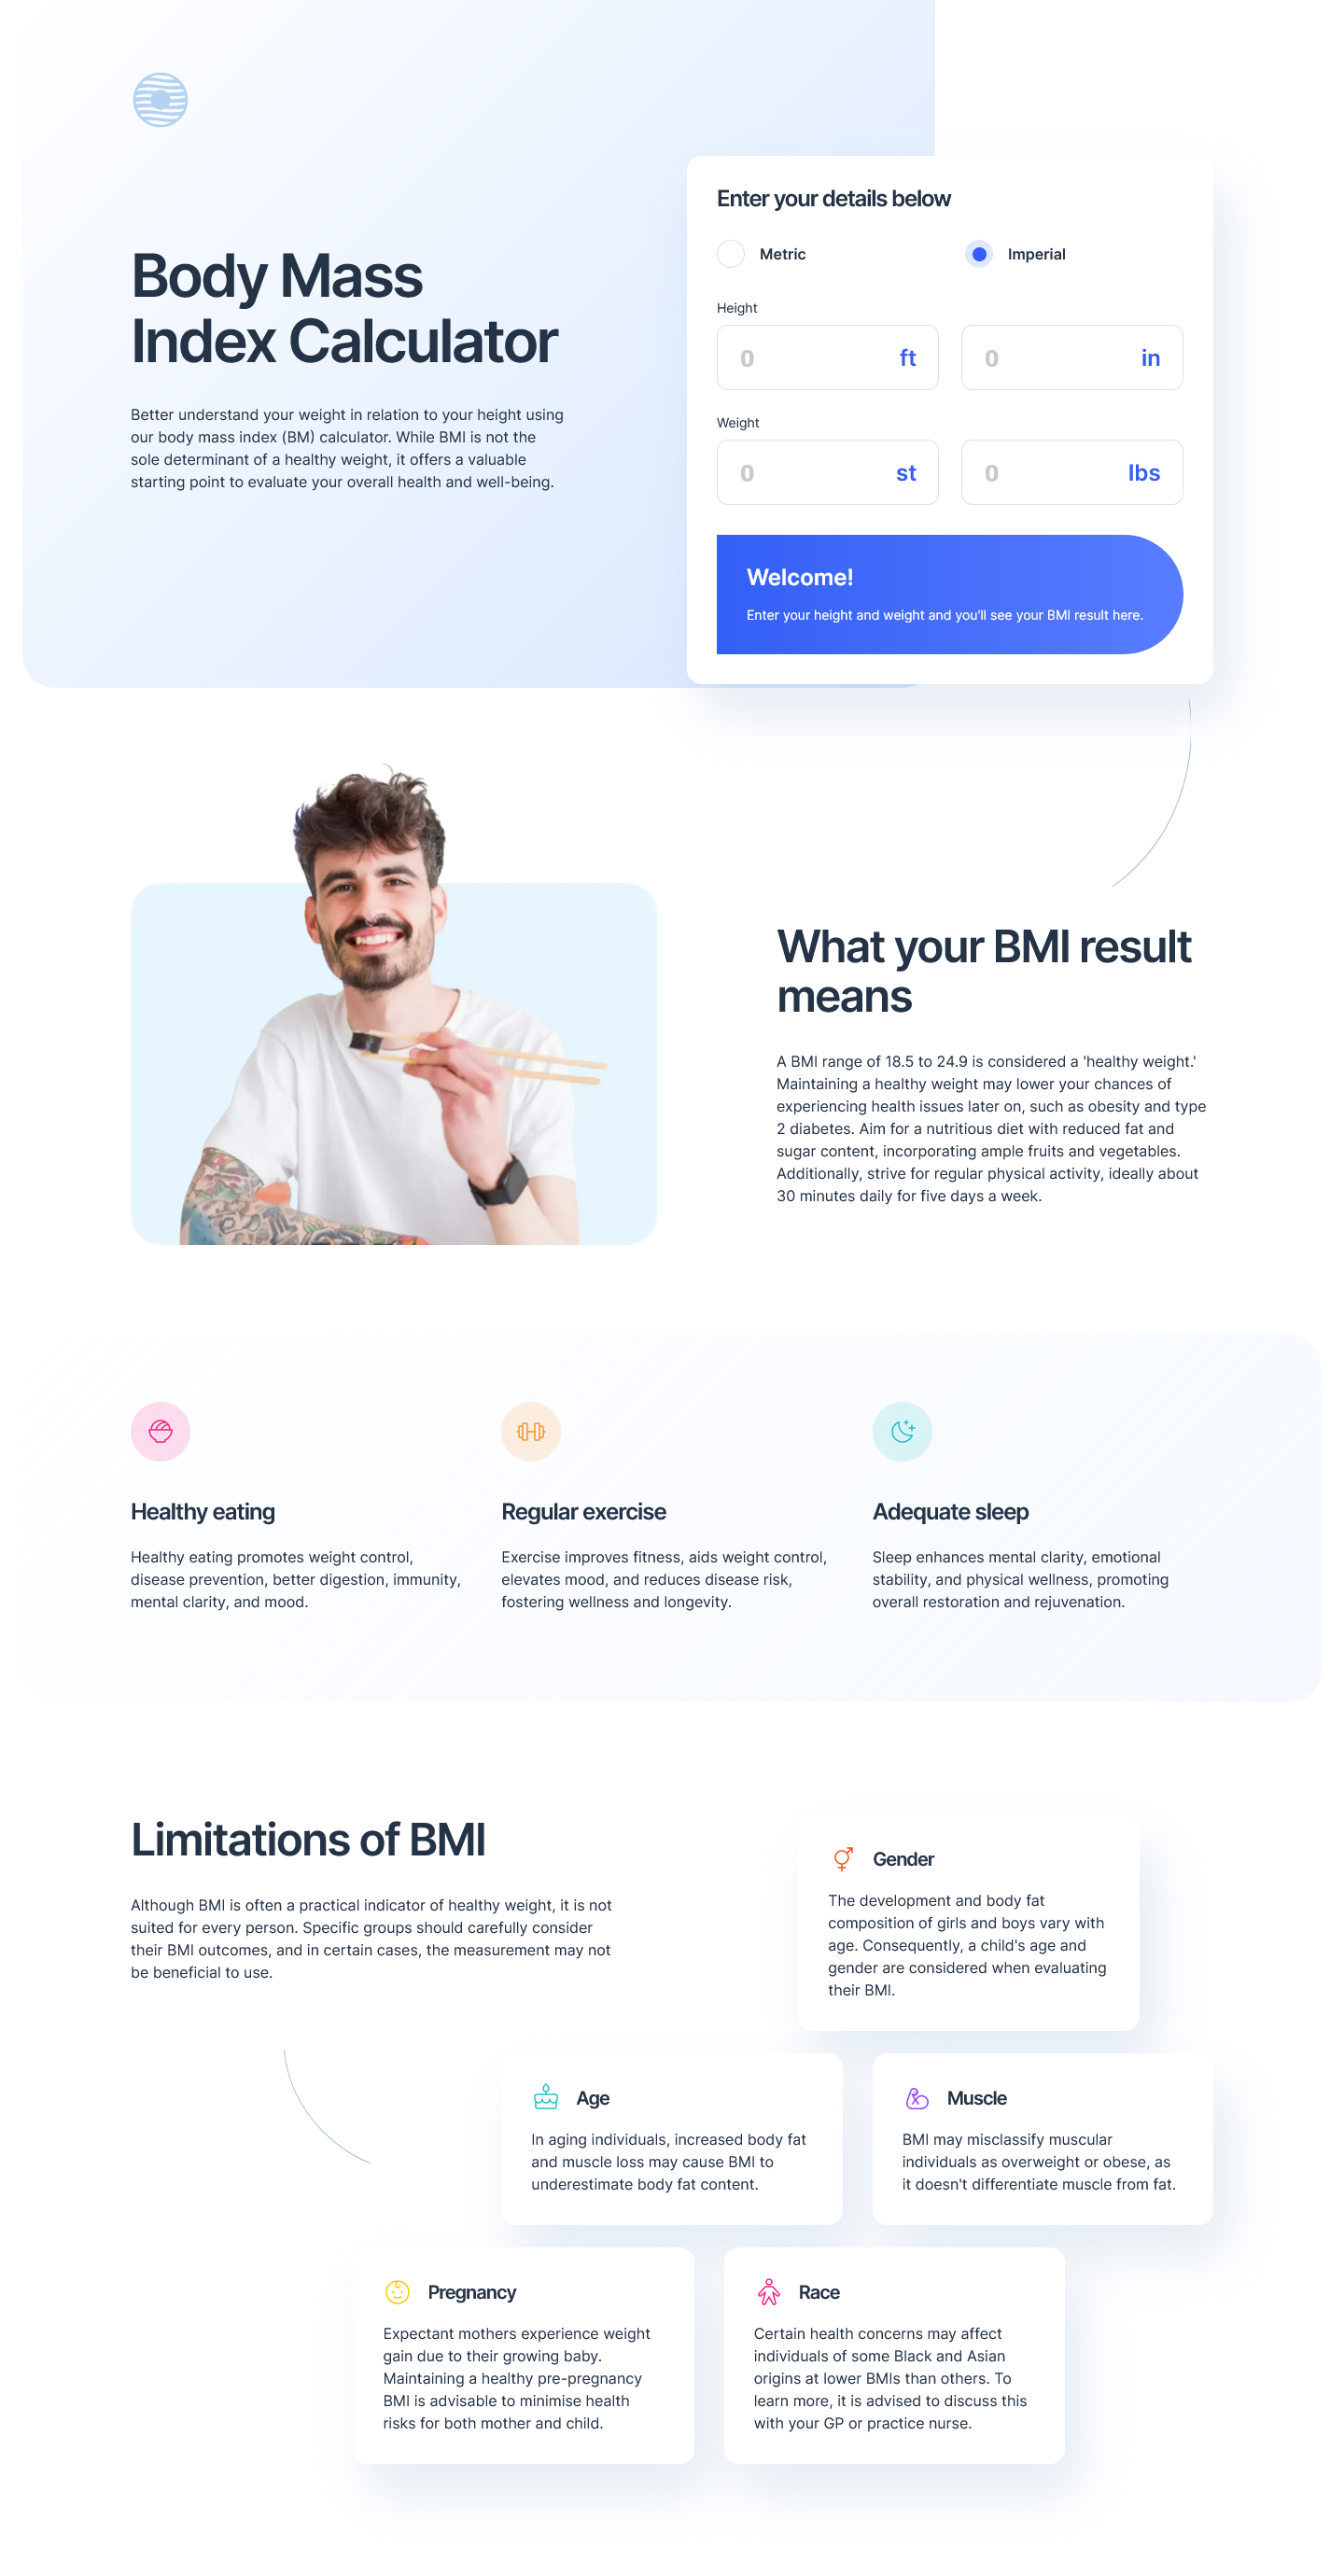 Body Mass
Index Calculator
Better understand your weight in relation to your height using
our body mass index (BM) calculator. While BMI is not the
sole determinant of a healthy weight, it offers a valuable
starting point to evaluate your overall health and well-being.
Enter your details below
Metric
Imperial
Height
0 ft
0 in
Weight
0 st
0 lbs
Welcome!
Enter your height and weight and you'll see your BMI result here.
What your BMI result
means
A BMI range of 18.5 to 24.9 is considered a 'healthy weight.'
Maintaining a healthy weight may lower your chances of
experiencing health issues later on, such as obesity and type
2 diabetes. Aim for a nutritious diet with reduced fat and
sugar content, incorporating ample fruits and vegetables.
Additionally, strive for regular physical activity, ideally about
30 minutes daily for five days a week.
Healthy eating
Healthy eating promotes weight control,
disease prevention, better digestion, immunity,
mental clarity, and mood.
Regular exercise
Exercise improves fitness, aids weight control,
elevates mood, and reduces disease risk,
fostering wellness and longevity.
Adequate sleep
Sleep enhances mental clarity, emotional
stability, and physical wellness, promoting
overall restoration and rejuvenation.
Limitations of BMI
Although BMI is often a practical indicator of healthy weight, it is not
suited for every person. Specific groups should carefully consider
their BMI outcomes, and in certain cases, the measurement may not
be beneficial to use.
Gender
The development and body fat
composition of girls and boys vary with
age. Consequently, a child's age and
gender are considered when evaluating
their BMI.
Age
In aging individuals, increased body fat
and muscle loss may cause BMI to
underestimate body fat content.
Muscle
BMI may misclassify muscular
individuals as overweight or obese, as
it doesn't differentiate muscle from fat.
Pregnancy
Expectant mothers experience weight
gain due to their growing baby.
Maintaining a healthy pre-pregnancy
BMI is advisable to minimise health
risks for both mother and child.
Race
Certain health concerns may affect
individuals of some Black and Asian
origins at lower BMIs than others. To
learn more, it is advised to discuss this
with your GP or practice nurse.